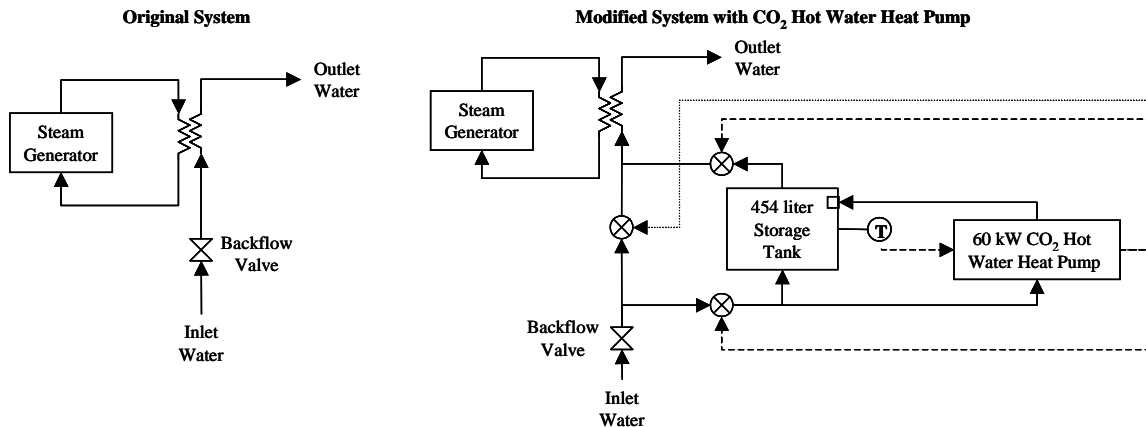 Original System
Outlet
Water
Steam
Generator
Backflow
Valve
Inlet
Water
Modified System with CO₂ Hot Water Heat Pump
Outlet
Water
Steam
Generator
454 liter
Storage
Tank
T
60 kW CO₂ Hot
Water Heat Pump
Backflow
Valve
Inlet
Water